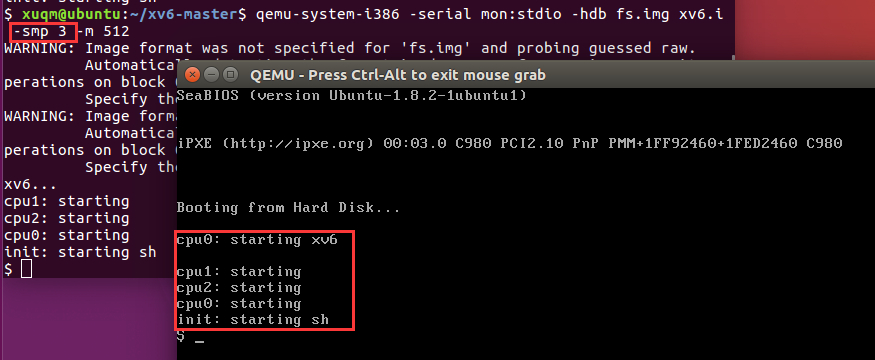 init: starting sh
$ xuqm@ubuntu:~/xv6-master$ qemu-system-i386 -serial mon:stdio -hdb fs.img xv6.i
-smp 3 -m 512
WARNING: Image format was not specified for 'fs.img' and probing guessed raw.
Automatically
perations on block
Specify the
WARNING: Image forma
Automat
perations on block
Specify the
xv6...
cpu1: starting
cpu2: starting
cpu0: starting
init: starting sh
$
QEMU - Press Ctrl-Alt to exit mouse grab
SeaBIOS (version Ubuntu-1.8.2-1ubuntu1)
iPXE (http://ipxe.org) 00:03.0 C980 PCI2.10 PnP PMM+1FF92460+1FED2460 C980
Booting from Hard Disk...
cpu0: starting xv6
cpu1: starting
cpu2: starting
cpu0: starting
init: starting sh
$ _